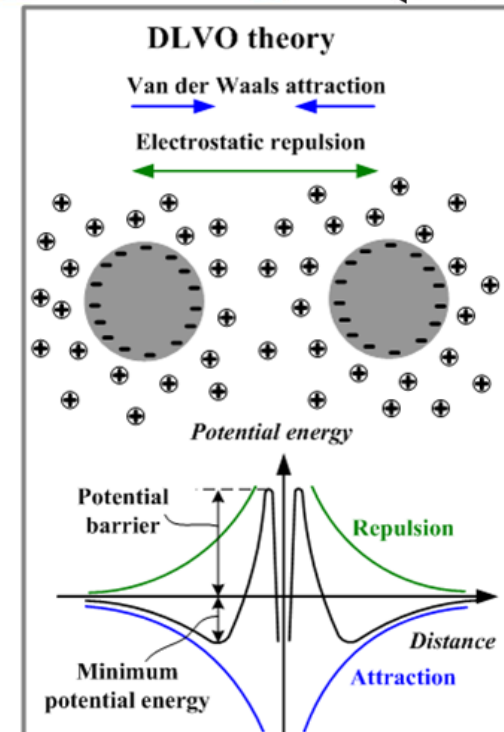 DLVO theory
Van der Waals attraction
Electrostatic repulsion
Potential energy
Potential
barrier
Repulsion
Distance
Minimum
potential energy
Attraction